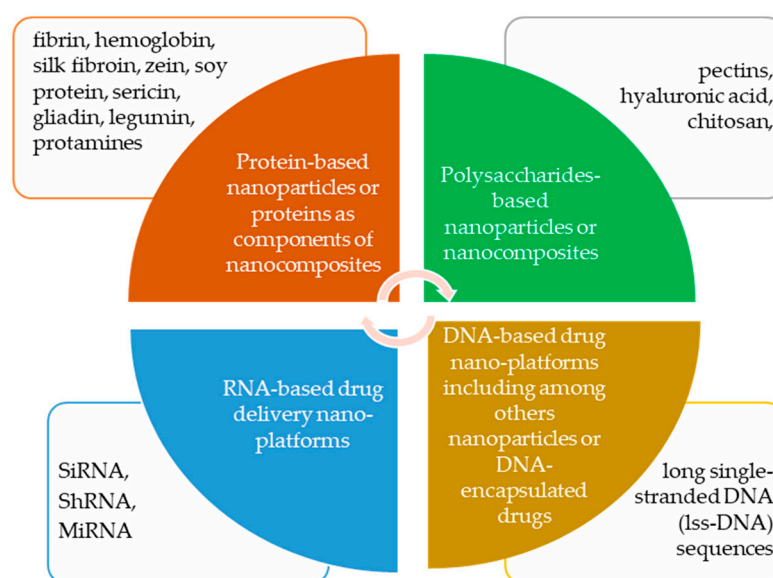 fibrin, hemoglobin,
silk fibroin, zein, soy
protein, sericin,
gliadin, legumin,
protamines
Protein-based
nanoparticles or
proteins as
components of
nanocomposites
pectins,
hyaluronic acid,
chitosan,
Polysaccharides-
based
nanoparticles or
nanocomposites
RNA-based drug
delivery nano-
platforms
SiRNA,
ShRNA,
MiRNA
DNA-based drug
nano-platforms
including among
others
nanoparticles or
DNA-
encapsulated
drugs
long single-
stranded DNA
(lss-DNA)
sequences